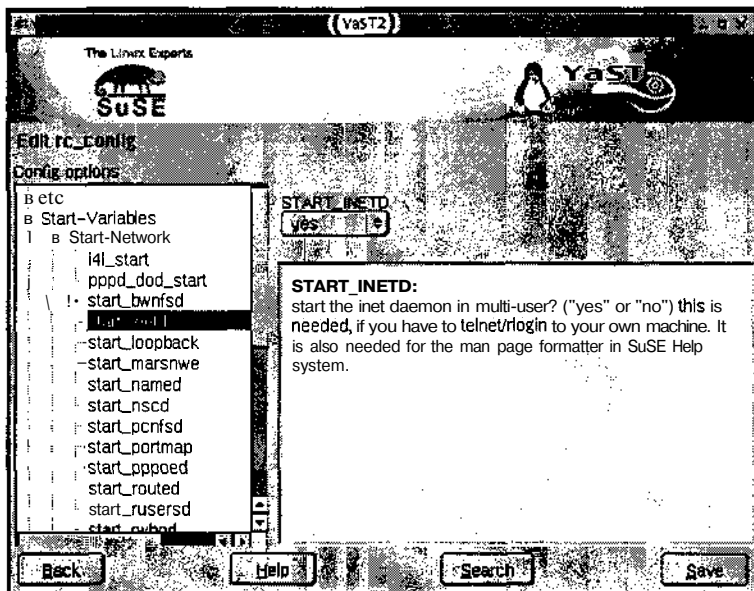 ((YaST2))
The Linux Experts
SuSE
YaST
Edit rc_config
Config options
etc
Start-Variables
Start-Network
i4l_start
pppd_dod_start
start_bwnfsd
start_loopback
start_marsnwe
start_named
start_nscd
start_pcnfsd
start_portmap
start_pppoed
start_routed
start_rusersd
START_INETD
yes
START_INETD:
start the inet daemon in multi-user? ("yes" or "no") this is
needed, if you have to telnet/rlogin to your own machine. It
is also needed for the man page formatter in SuSE Help
system.
Back
Help
Search
Save